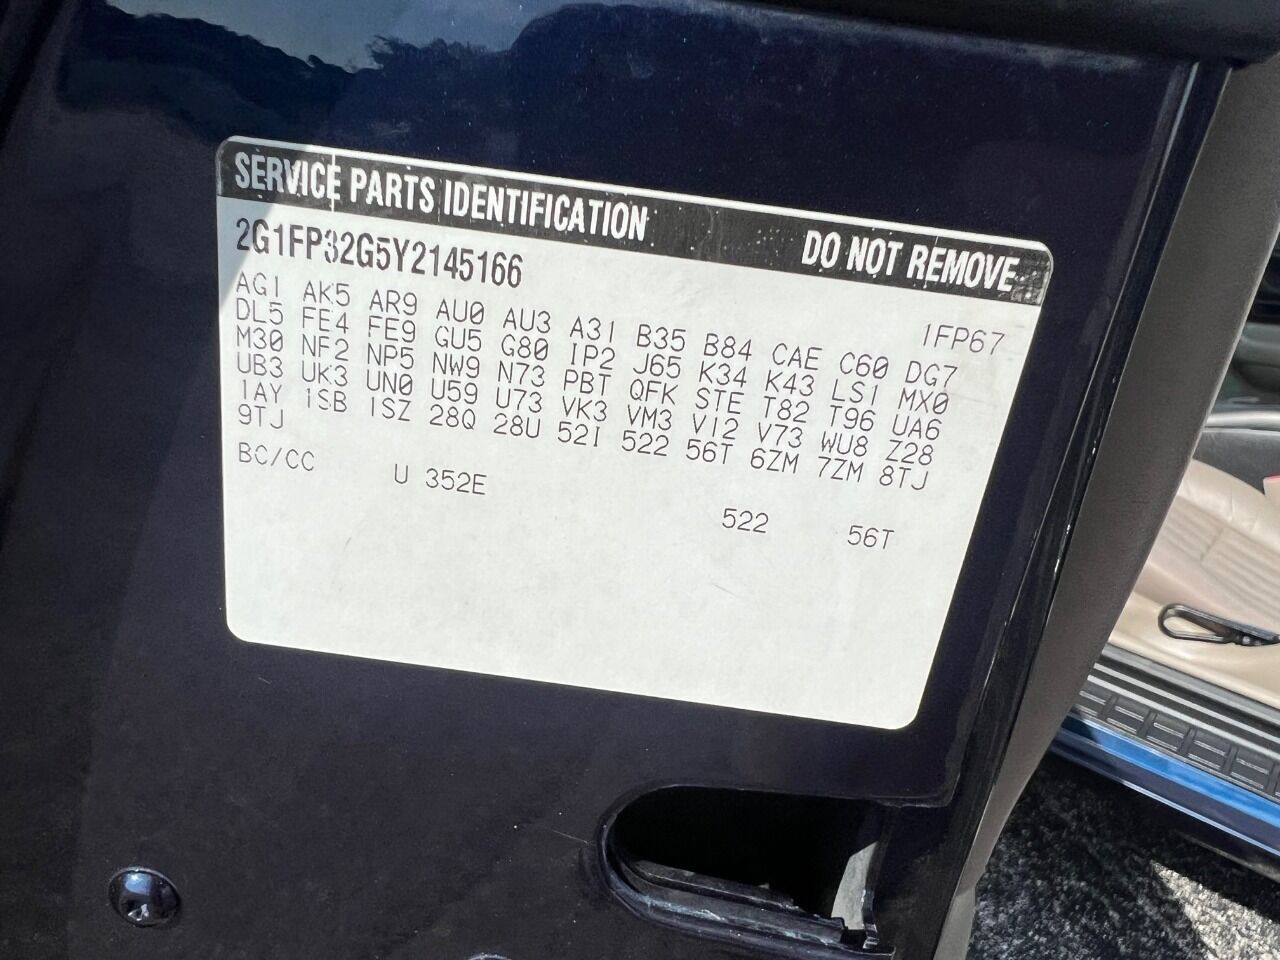 SERVICE PARTS IDENTIFICATION DO NOT REMOVE
2G1FP32G5Y2145166 1FP67
AG1 AK5 AR9 AU0 AU3 A31 B35 B84 CAE C60 DG7
DL5 FE4 FE9 GU5 G80 IP2 J65 K34 K43 LS1 MX0
M30 NF2 NP5 NW9 N73 PBT QFK STE T82 T96 UA6
UB3 UK3 UN0 U59 U73 VK3 VM3 V12 V73 WU8 Z28
1AY 1SB 1SZ 28Q 28U 52I 522 56T 6ZM 7ZM 8TJ
9TJ
BC/CC U 352E 522 56T